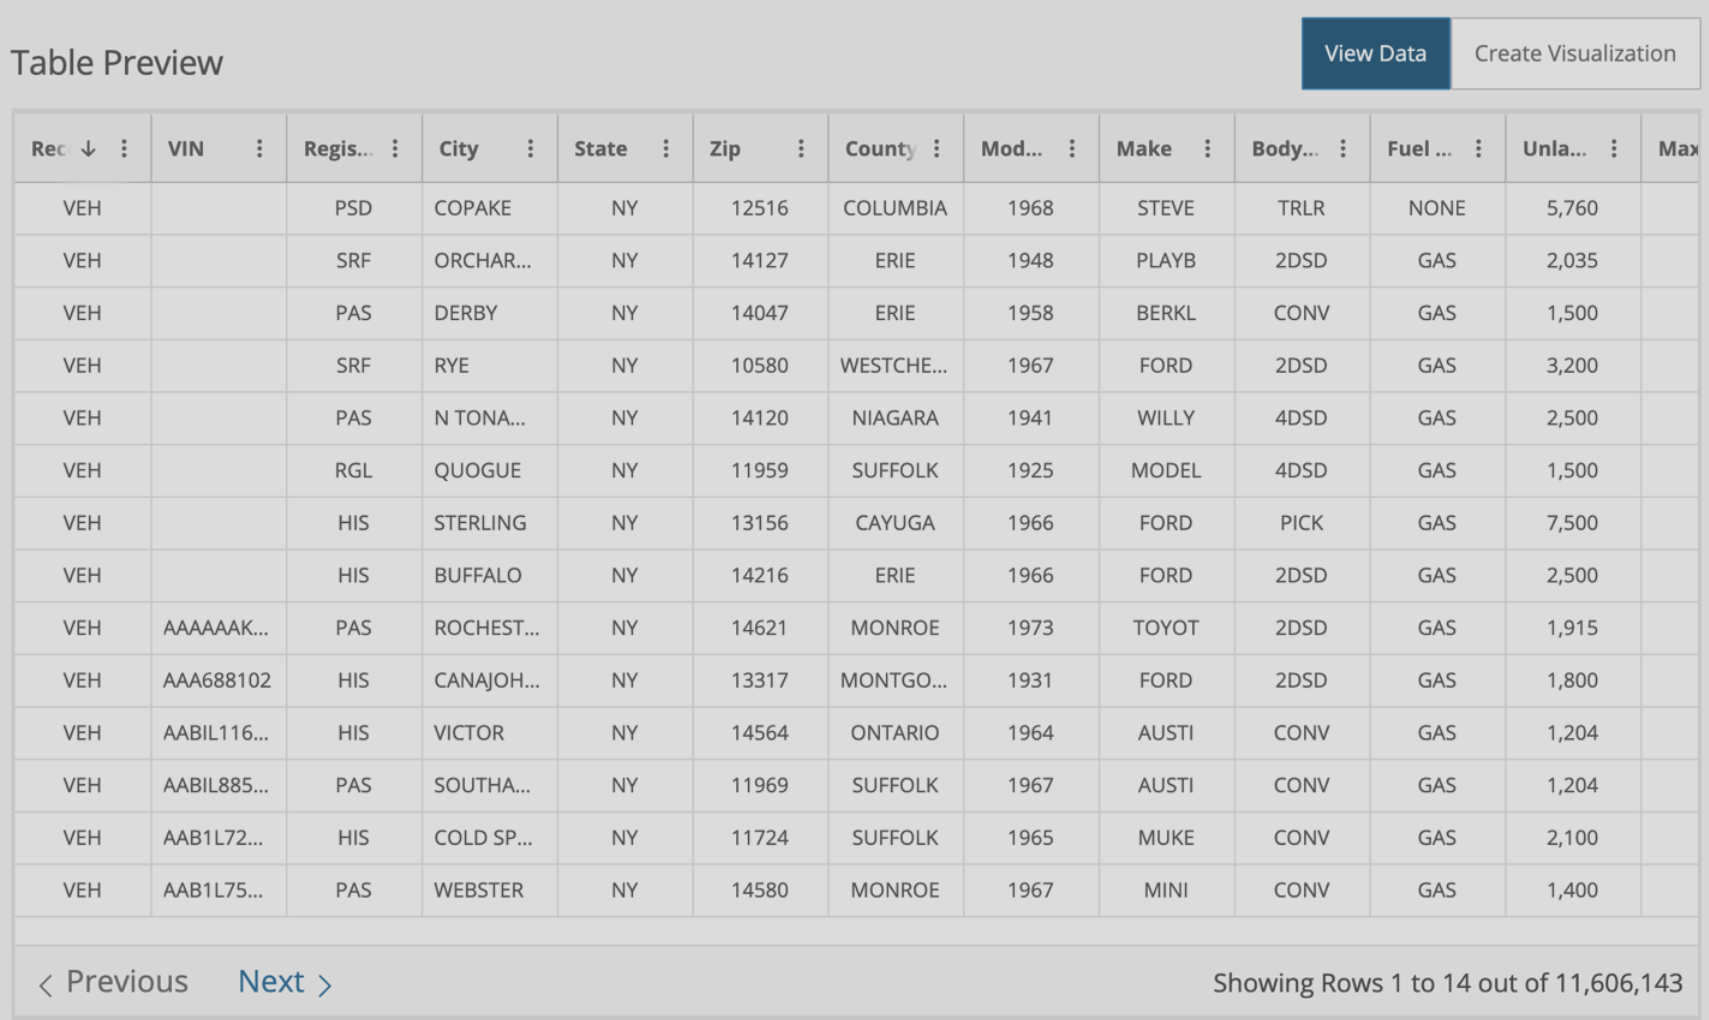 View Data Create Visualization
Table Preview
Rec VIN Regis... City State Zip County Mod... Make Body... Fuel ... Unla... Max
VEH PSD COPAKE NY 12516 COLUMBIA 1968 STEVE TRLR NONE 5,760
VEH SRF ORCHAR... NY 14127 ERIE 1948 PLAYB 2DSD GAS 2,035
VEH PAS DERBY NY 14047 ERIE 1958 BERKL CONV GAS 1,500
VEH SRF RYE NY 10580 WESTCHE... 1967 FORD 2DSD GAS 3,200
VEH PAS N TONA... NY 14120 NIAGARA 1941 WILLY 4DSD GAS 2,500
VEH RGL QUOGUE NY 11959 SUFFOLK 1925 MODEL 4DSD GAS 1,500
VEH HIS STERLING NY 13156 CAYUGA 1966 FORD PICK GAS 7,500
VEH HIS BUFFALO NY 14216 ERIE 1966 FORD 2DSD GAS 2,500
VEH AAAAAAK... PAS ROCHEST... NY 14621 MONROE 1973 TOYOT 2DSD GAS 1,915
VEH AAA688102 HIS CANAJOH... NY 13317 MONTGO... 1931 FORD 2DSD GAS 1,800
VEH AABIL116... HIS VICTOR NY 14564 ONTARIO 1964 AUSTI CONV GAS 1,204
VEH AABIL885... PAS SOUTHA... NY 11969 SUFFOLK 1967 AUSTI CONV GAS 1,204
VEH AAB1L72... HIS COLD SP... NY 11724 SUFFOLK 1965 MUKE CONV GAS 2,100
VEH AAB1L75... PAS WEBSTER NY 14580 MONROE 1967 MINI CONV GAS 1,400
Previous Next Showing Rows 1 to 14 out of 11,606,143